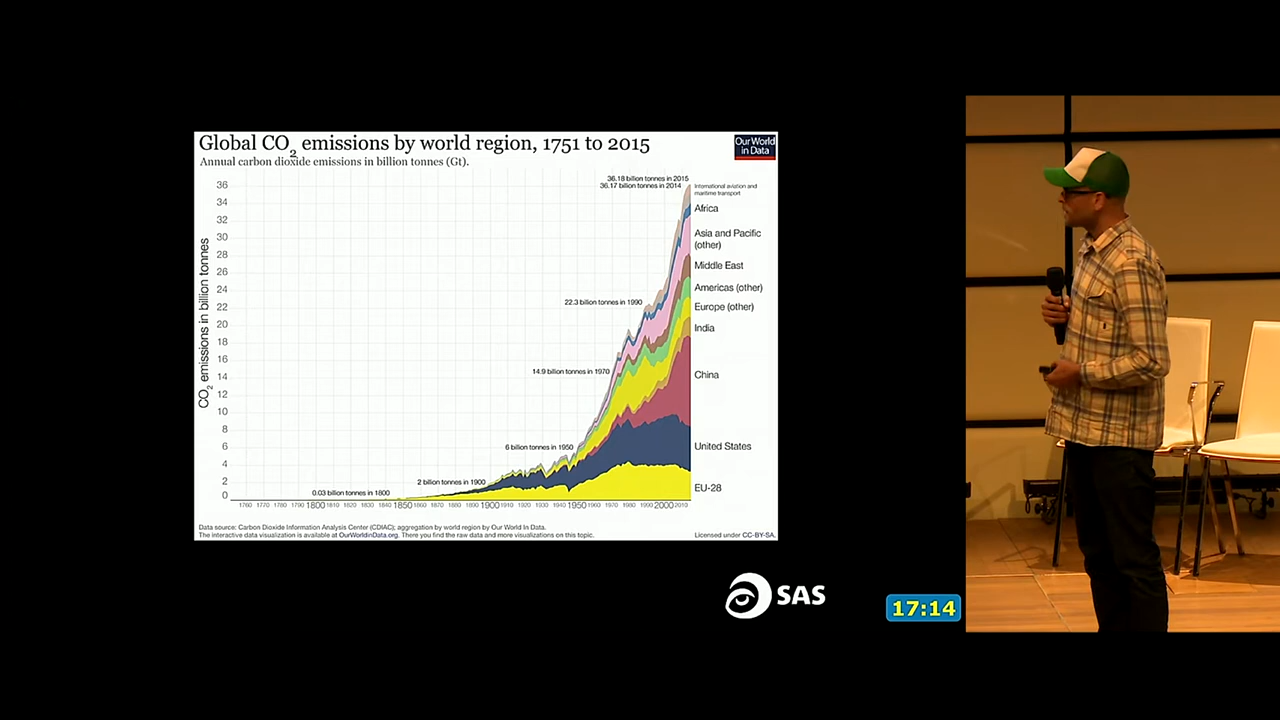 Global CO2 emissions by world region, 1751 to 2015
Annual carbon dioxide emissions in billion tonnes (Gt).
Our World
in Data
36.18 billion tonnes in 2015
36.17 billion tonnes in 2014
International aviation and
maritime transport
36
34
32
30
28
26
24
22
20
18
16
14
12
10
8
6
4
2
0
CO2 emissions in billion tonnes
Africa
Asia and Pacific
(other)
Middle East
Americas (other)
Europe (other)
India
China
United States
EU-28
22.3 billion tonnes in 1990
14.9 billion tonnes in 1970
6 billion tonnes in 1950
2 billion tonnes in 1900
0.03 billion tonnes in 1800
1760 1770 1780 1790 1800 1810 1820 1830 1840 1850 1860 1870 1880 1890 1900 1910 1920 1930 1940 1950 1960 1970 1980 1990 2000 2010
Data source: Carbon Dioxide Information Analysis Center (CDIAC); aggregation by world region by Our World In Data.
The interactive data visualization is available at OurWorldinData.org. There you find the raw data and more visualizations on this topic.
Licensed under CC-BY-SA.
SAS
17:14